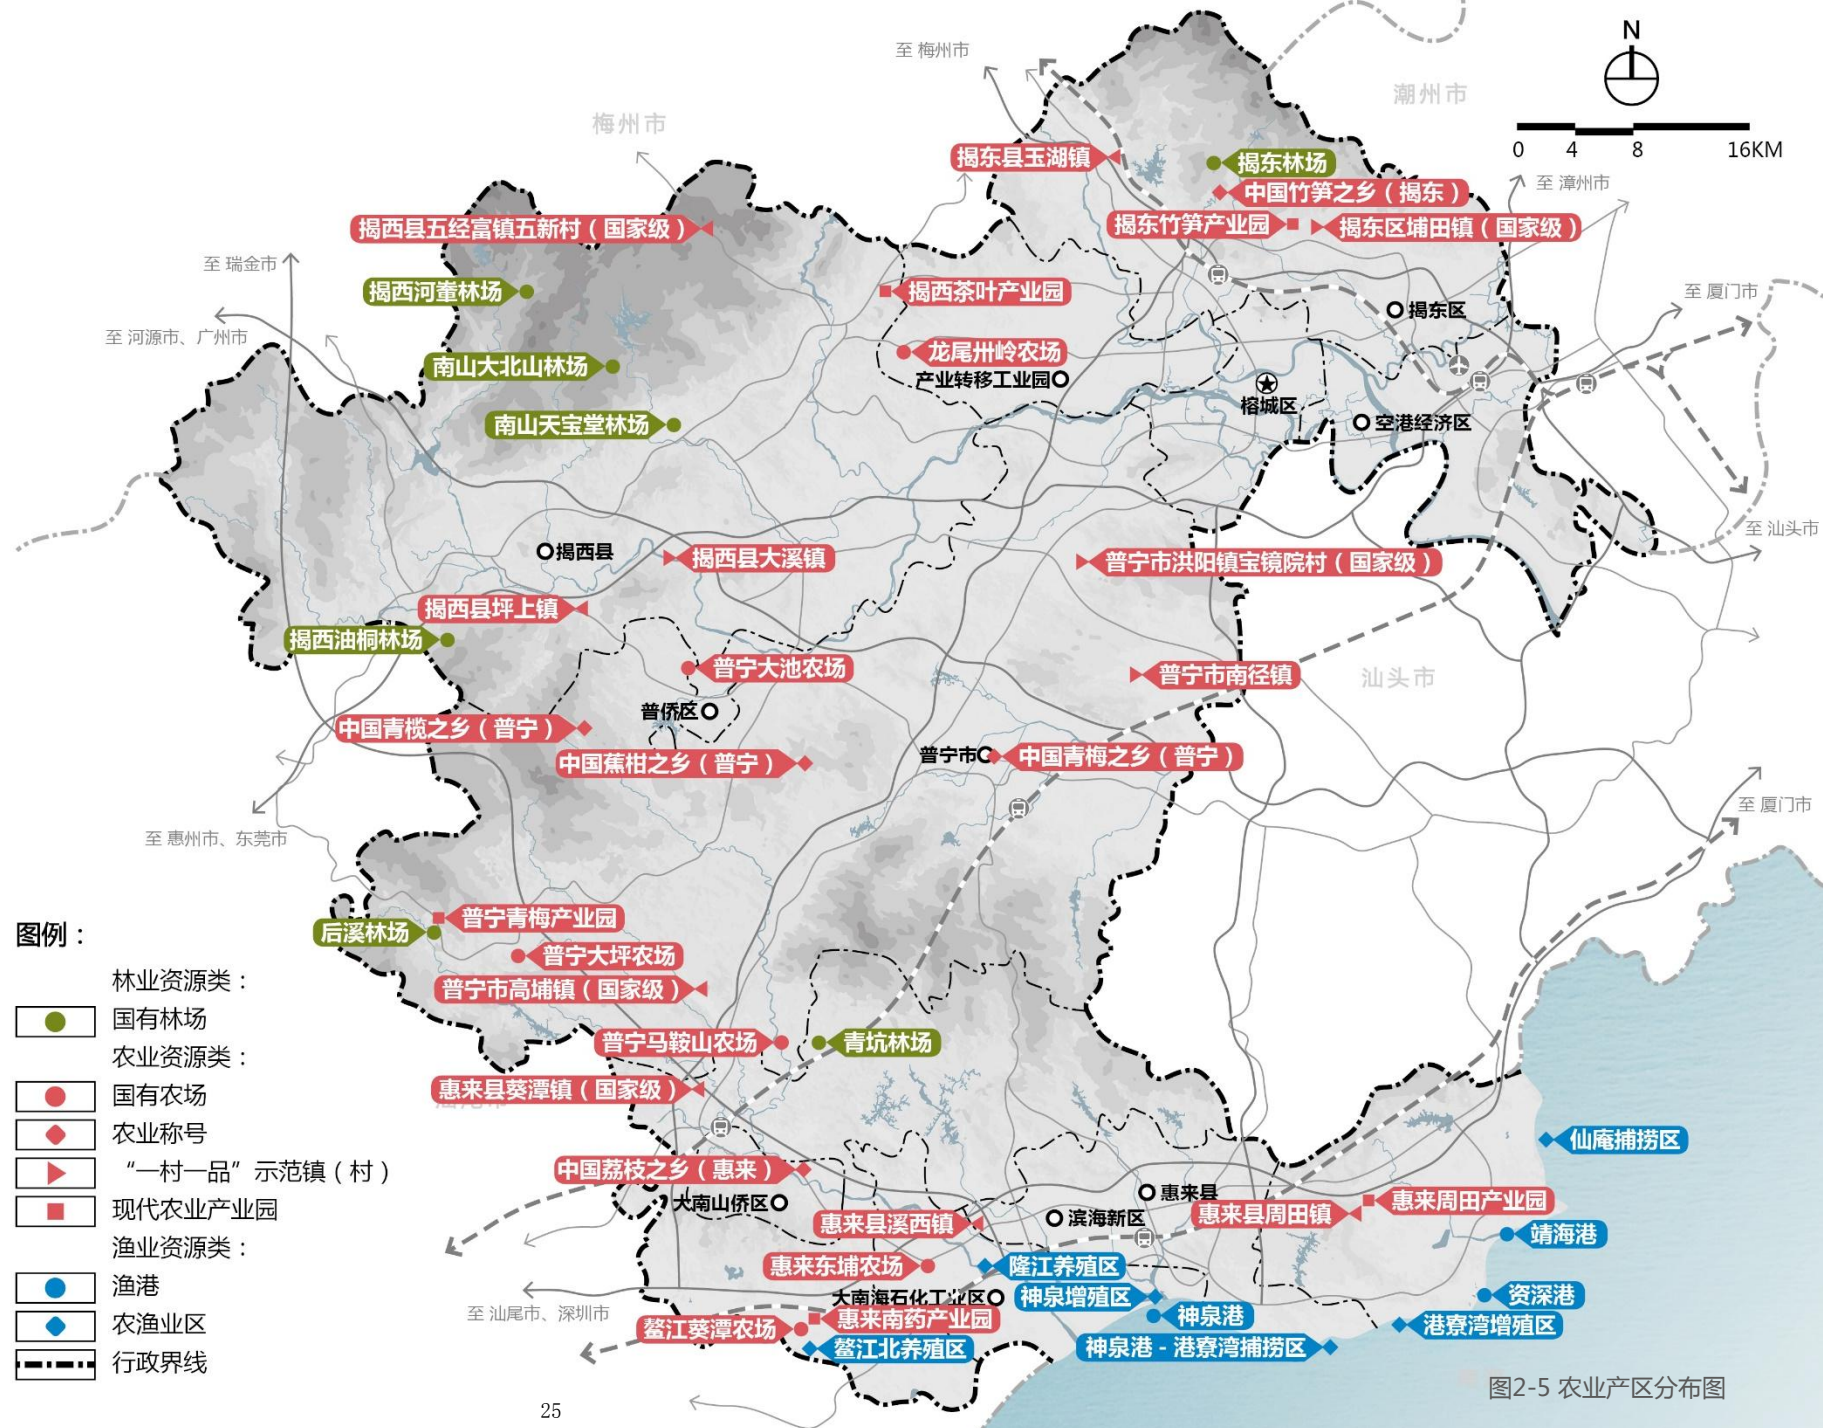 N
至 梅州市
潮州市
梅州市
0 4 8 16KM
揭东县玉湖镇
揭东林场
至 漳州市
中国竹笋之乡（揭东）
揭东竹笋产业园
揭东区埔田镇（国家级）
揭西县五经富镇五新村（国家级）
至 瑞金市
揭西河輋林场
揭西茶叶产业园
至 厦门市
揭东区
至 河源市、广州市
龙尾卅岭农场
南山大北山林场
产业转移工业园
榕城区
南山天宝堂林场
空港经济区
至 汕头市
揭西县
揭西县大溪镇
普宁市洪阳镇宝镜院村（国家级）
揭西县坪上镇
揭西油桐林场
普宁大池农场
普宁市南径镇
汕头市
普侨区
中国青榄之乡（普宁）
中国蕉柑之乡（普宁）
普宁市
中国青梅之乡（普宁）
至 厦门市
至 惠州市、东莞市
普宁青梅产业园
后溪林场
普宁大坪农场
普宁市高埔镇（国家级）
普宁马鞍山农场
青坑林场
惠来县葵潭镇（国家级）
仙庵捕捞区
中国荔枝之乡（惠来）
大南山侨区
惠来县
惠来周田产业园
惠来县周田镇
惠来县溪西镇
滨海新区
靖海港
惠来东埔农场
隆江养殖区
大南海石化工业区
神泉增殖区
资深港
至 汕尾市、深圳市
惠来南药产业园
神泉港
港寮湾增殖区
鳌江葵潭农场
鳌江北养殖区
神泉港－港寮湾捕捞区
图例：
林业资源类：
国有林场
农业资源类：
国有农场
农业称号
“一村一品”示范镇（村）
现代农业产业园
渔业资源类：
渔港
农渔业区
行政界线
图2-5 农业产区分布图
25